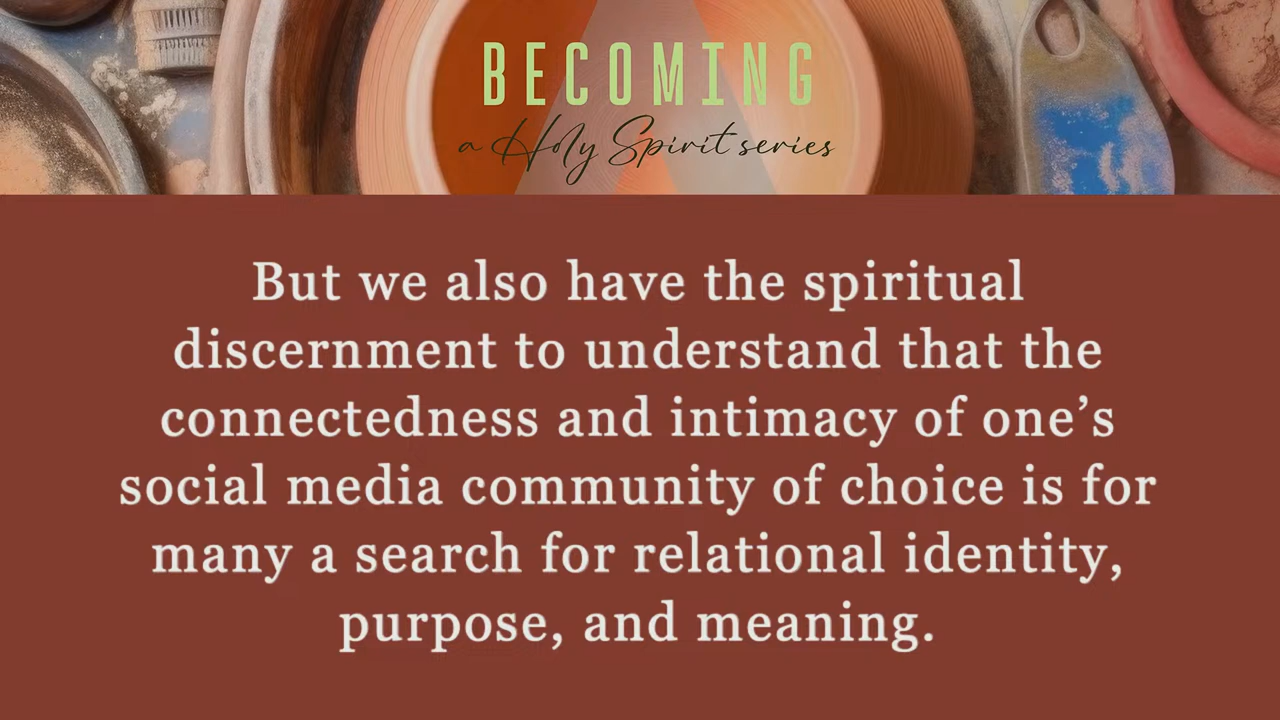 BECOMING
a Holy Spirit series
But we also have the spiritual
discernment to understand that the
connectedness and intimacy of one’s
social media community of choice is for
many a search for relational identity,
purpose, and meaning.